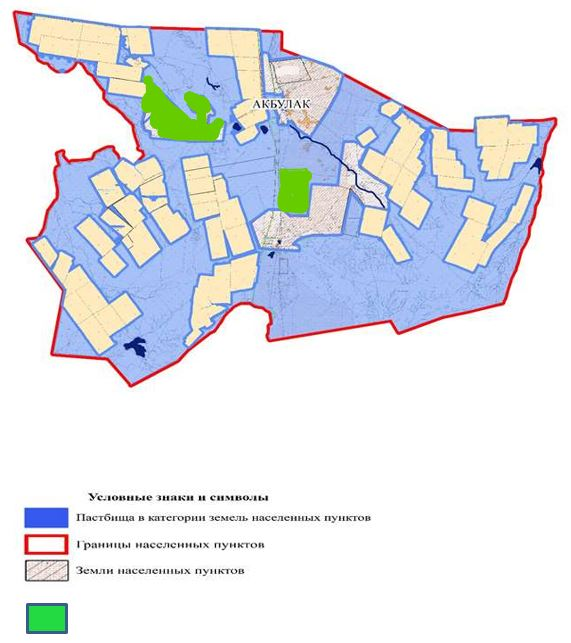 АКБУЛАК
Условные знаки и символы
Пастбища в категории земель населенных пунктов
Границы населенных пунктов
Земли населенных пунктов